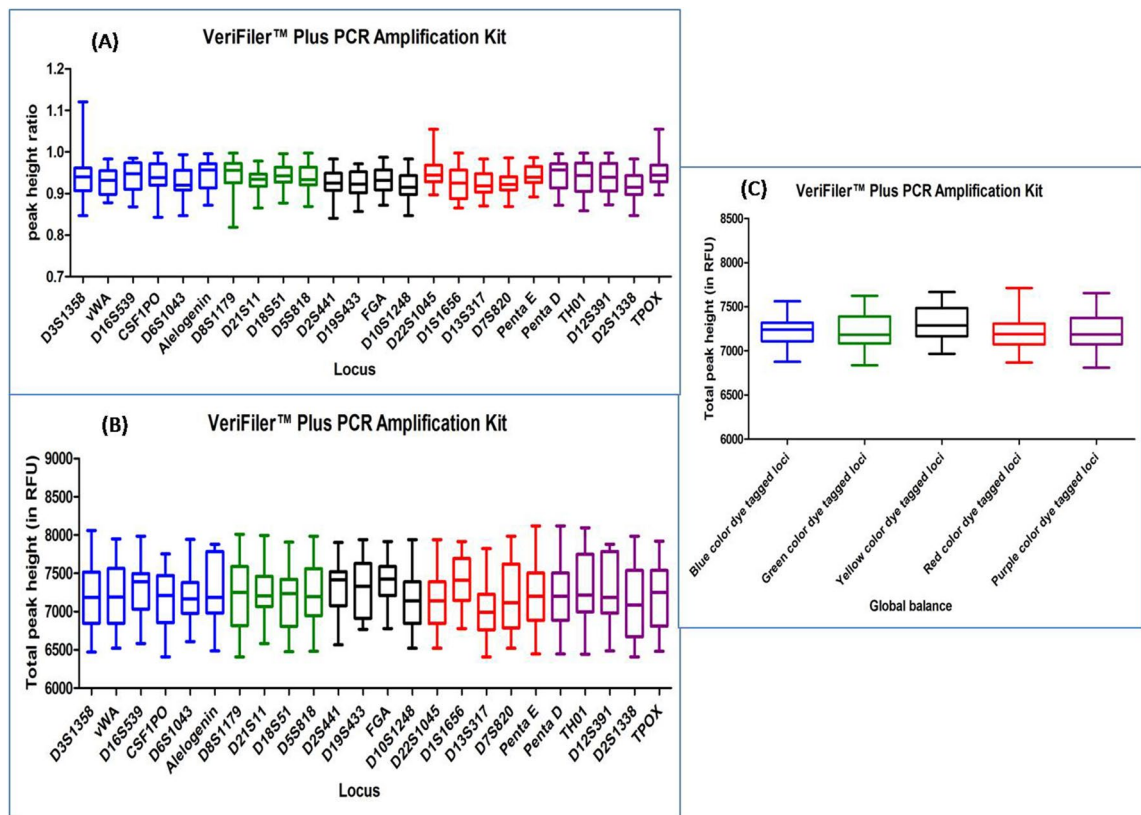 (A)
VeriFiler™ Plus PCR Amplification Kit
peak height ratio
1.2
1.1
1.0
0.9
0.8
0.7
D3S1358
vWA
D16S539
CSF1PO
D6S1043
Alelogenin
D8S1179
D21S11
D18S51
D5S818
D2S441
D19S433
FGA
D10S1248
D22S1045
D1S1656
D13S317
D7S820
Penta E
Penta D
TH01
D12S391
D2S1338
TPOX
Locus
(B)
VeriFiler™ Plus PCR Amplification Kit
Total peak height (in RFU)
9000
8500
8000
7500
7000
6500
6000
D3S1358
vWA
D16S539
CSF1PO
D6S1043
Alelogenin
D8S1179
D21S11
D18S51
D5S818
D2S441
D19S433
FGA
D10S1248
D22S1045
D1S1656
D13S317
D7S820
Penta E
Penta D
TH01
D12S391
D2S1338
TPOX
Locus
(C)
VeriFiler™ Plus PCR Amplification Kit
Total peak height (in RFU)
8500
8000
7500
7000
6500
6000
Blue color dye tagged loci
Green color dye tagged loci
Yellow color dye tagged loci
Red color dye tagged loci
Purple color dye tagged loci
Global balance